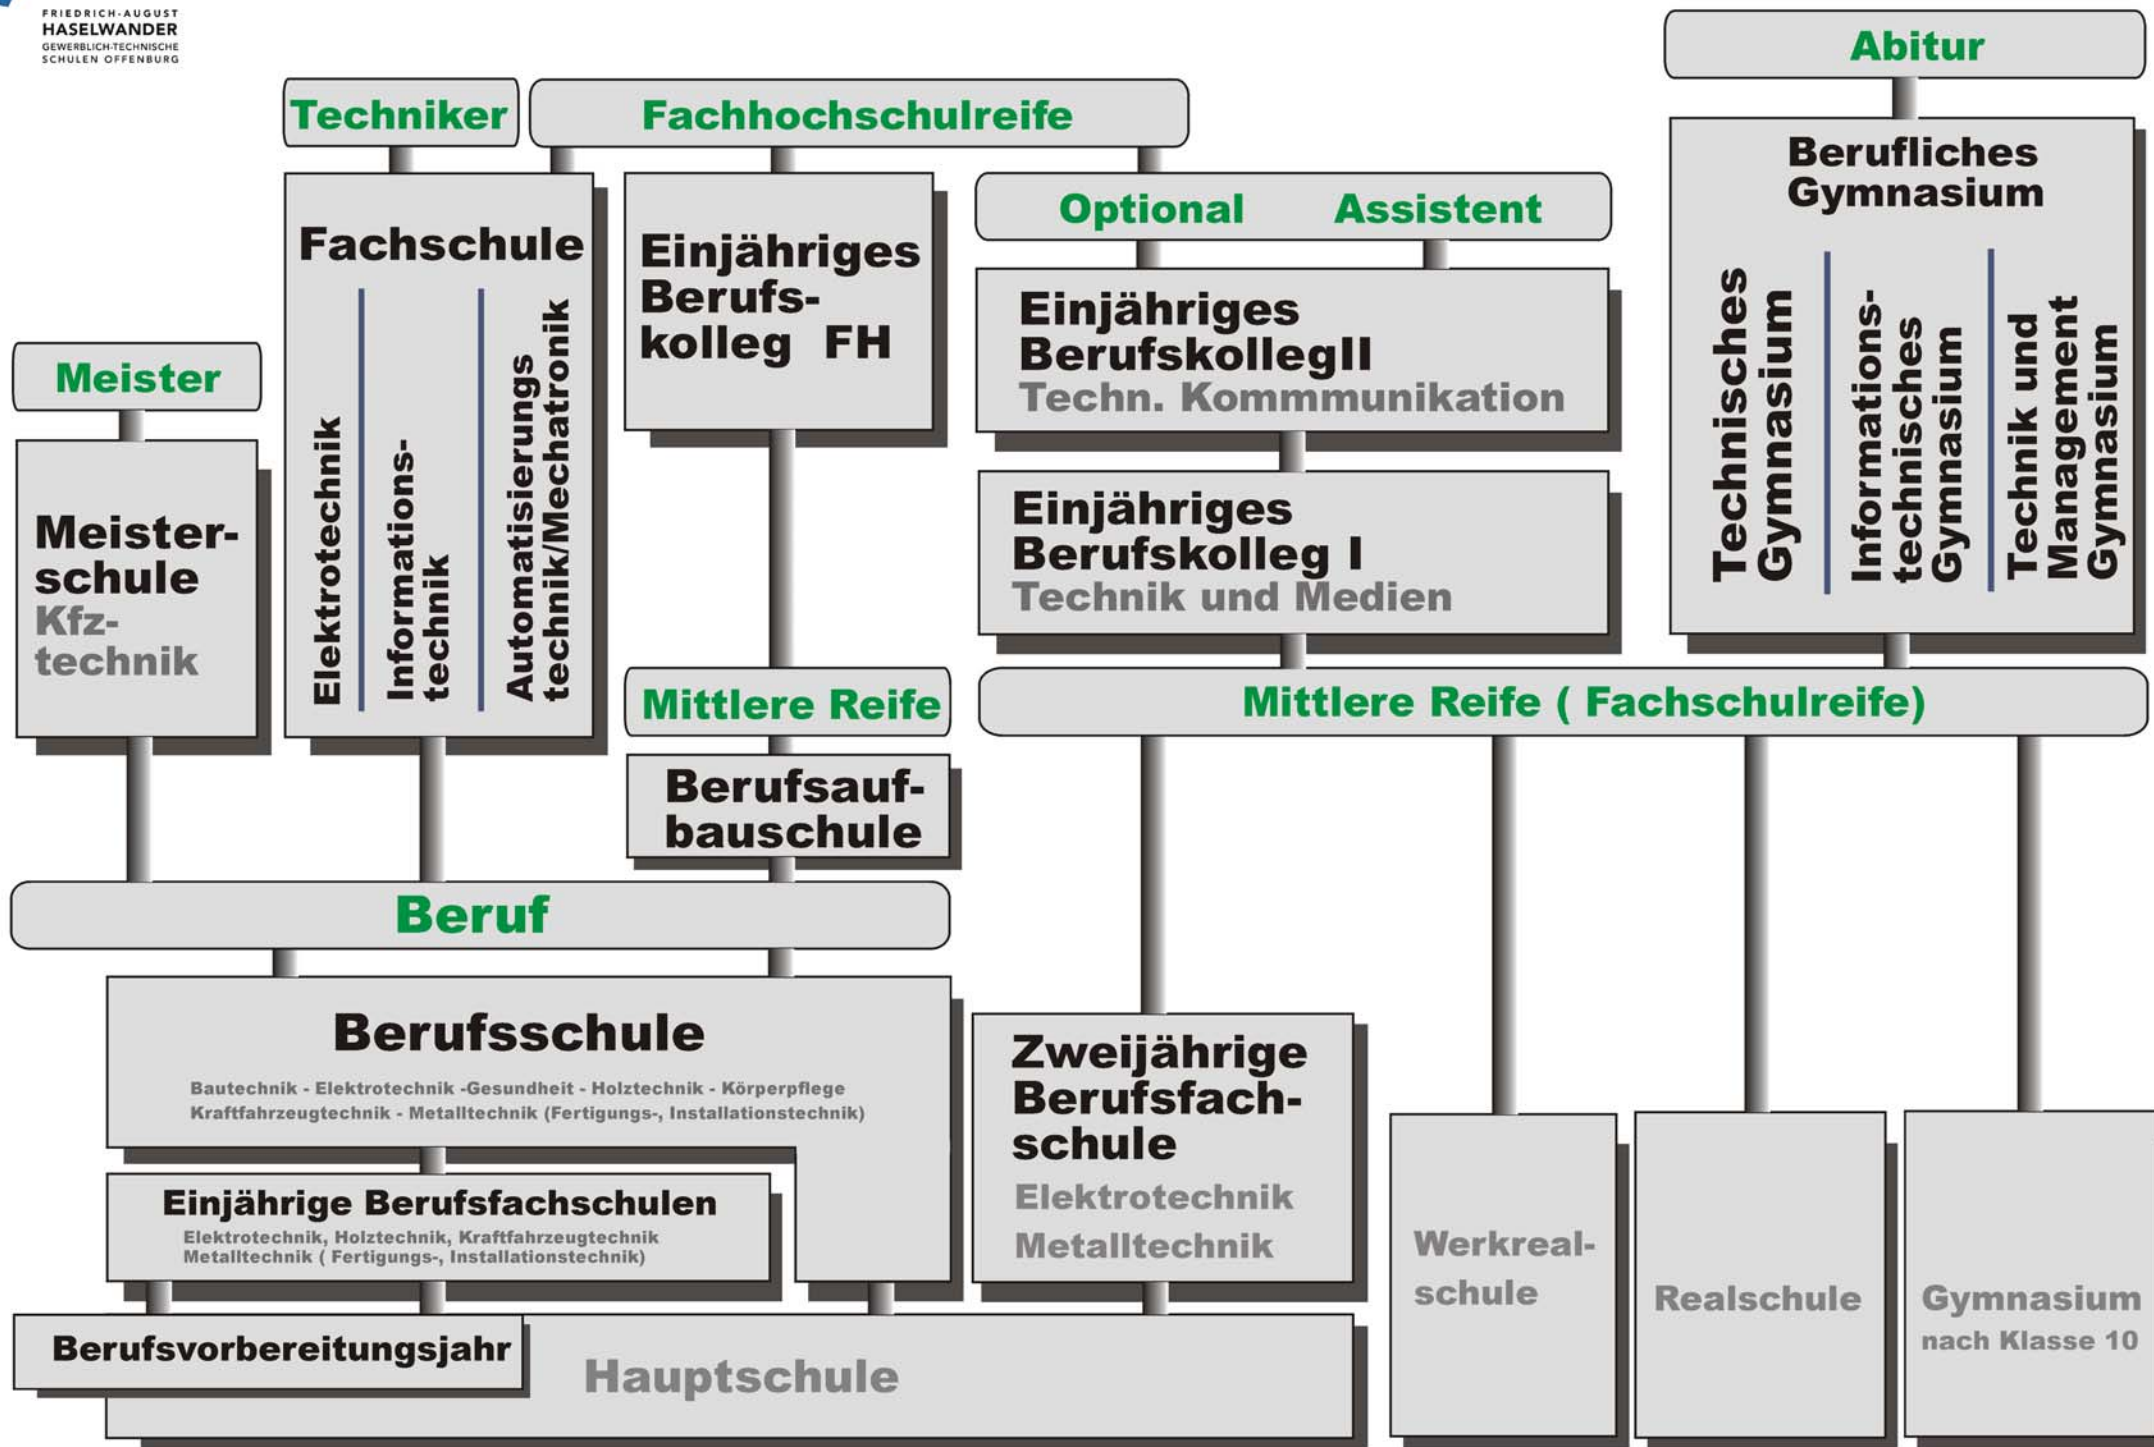 FRIEDRICH-AUGUST
HASELWANDER
GEWERBLICH-TECHNISCHE
SCHULEN OFFENBURG
Abitur
Techniker
Fachhochschulreife
Berufliches
Gymnasium
Technisches
Gymnasium
Informations-
technisches
Gymnasium
Technik und
Management
Gymnasium
Optional
Assistent
Fachschule
Elektrotechnik
Informations-
technik
Automatisierungs
technik/Mechatronik
Einjähriges
Berufs-
kolleg FH
Einjähriges
BerufskollegII
Techn. Kommmunikation
Meister
Einjähriges
Berufskolleg I
Technik und Medien
Meister-
schule
Kfz-
technik
Mittlere Reife
Mittlere Reife ( Fachschulreife)
Berufsauf-
bauschule
Beruf
Berufsschule
Bautechnik - Elektrotechnik -Gesundheit - Holztechnik - Körperpflege
Kraftfahrzeugtechnik - Metalltechnik (Fertigungs-, Installationstechnik)
Zweijährige
Berufsfach-
schule
Elektrotechnik
Metalltechnik
Einjährige Berufsfachschulen
Elektrotechnik, Holztechnik, Kraftfahrzeugtechnik
Metalltechnik ( Fertigungs-, Installationstechnik)
Werkreal-
schule
Realschule
Gymnasium
nach Klasse 10
Berufsvorbereitungsjahr
Hauptschule